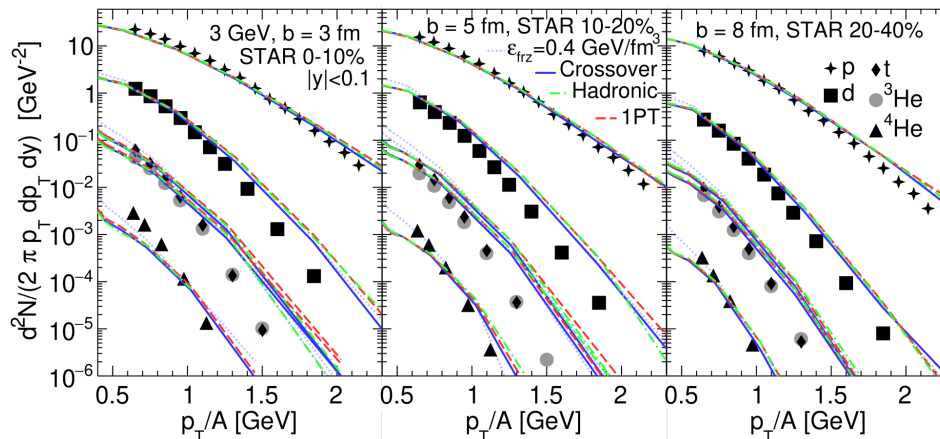 3 GeV, b = 3 fm
STAR 0-10%
|y|<0.1
b = 5 fm, STAR 10-20%
ε_frz=0.4 GeV/fm³
Crossover
Hadronic
1PT
b = 8 fm, STAR 20-40%
p
t
d
³He
⁴He
d²N/(2 π p_T dp_T dy) [GeV⁻²]
10
1
10⁻¹
10⁻²
10⁻³
10⁻⁴
10⁻⁵
10⁻⁶
0.5 1 1.5 2
0.5 1 1.5 2
0.5 1 1.5 2
p_T/A [GeV]
p_T/A [GeV]
p_T/A [GeV]